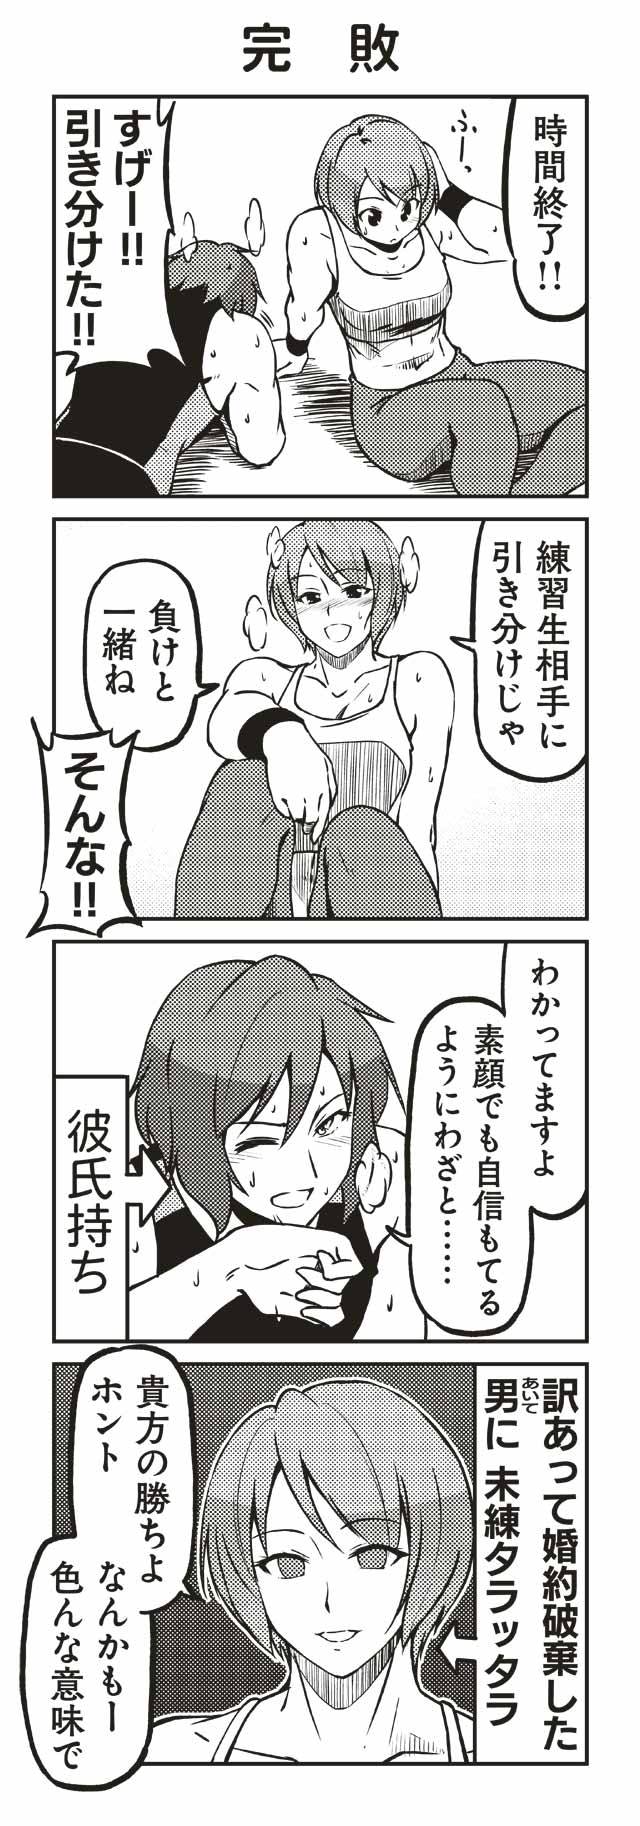 完敗
時間終了!!
ふーっ
すげー!!
引き分けた!!
練習生相手に
引き分けじゃ
負けと
一緒ね
そんな!!
わかってますよ
素顔でも自信もてる
ようにわざと……
彼氏持ち
訳あって婚約破棄した
男に 未練タラッタラ
あいて
貴方の勝ちよ
ホント
なんかもー
色んな意味で